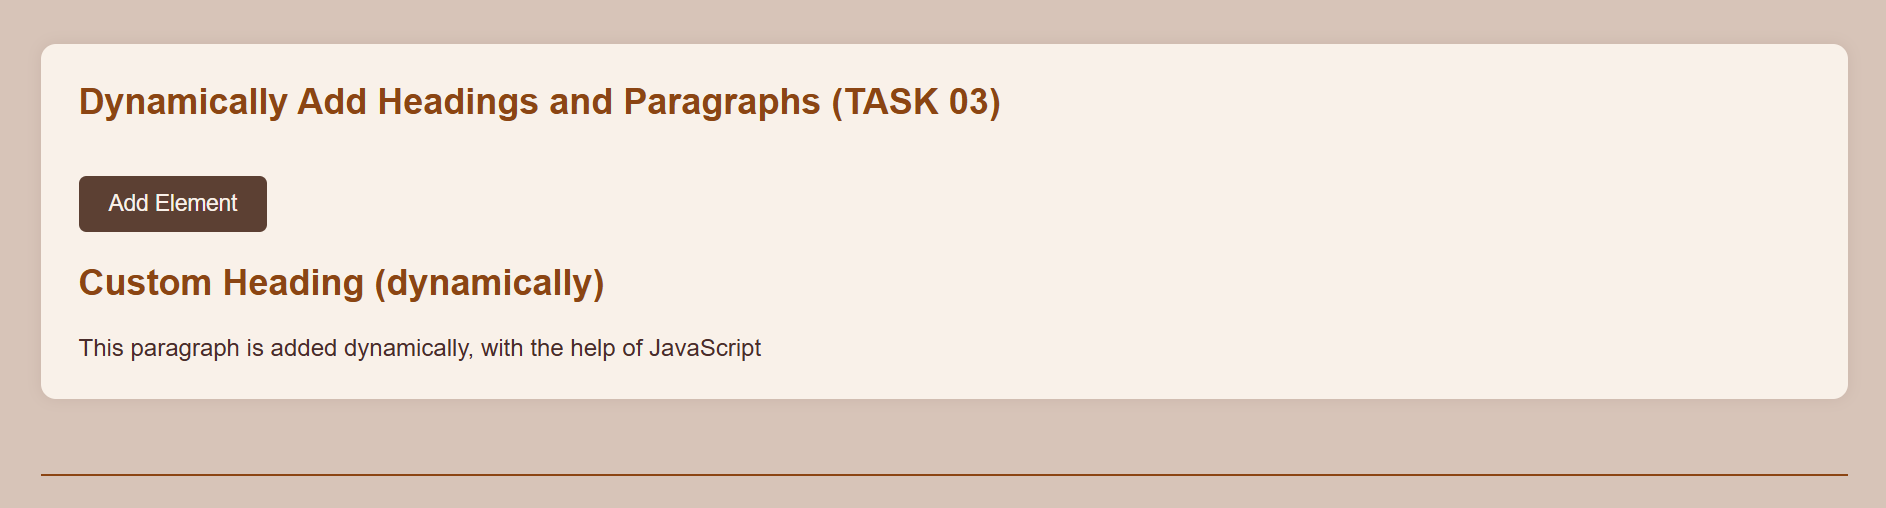 Dynamically Add Headings and Paragraphs (TASK 03)
Add Element
Custom Heading (dynamically)
This paragraph is added dynamically, with the help of JavaScript